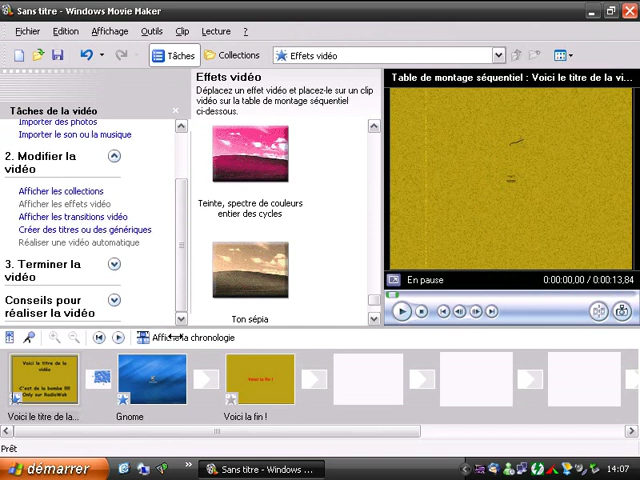 Sans titre - Windows Movie Maker
Fichier Edition Affichage Outils Clip Lecture ?
Tâches Collections Effets vidéo
Tâches de la vidéo
Importer des photos
Importer le son ou la musique
2. Modifier la
vidéo
Afficher les collections
Afficher les effets vidéo
Afficher les transitions vidéo
Créer des titres ou des génériques
Réaliser une vidéo automatique
3. Terminer la
vidéo
Conseils pour
réaliser la vidéo
Effets vidéo
Déplacez un effet vidéo et placez-le sur un clip
vidéo sur la table de montage séquentiel
ci-dessous.
Teinte, spectre de couleurs
entier des cycles
Ton sépia
Table de montage séquentiel : Voici le titre de la vi...
En pause 0:00:00,00 / 0:00:13,84
Afficher la chronologie
Voici le titre de la
vidéo
C'est de la bombe !!!!
Only sur RadioWok
Voici la fin !
Voici le titre de la... Gnome Voici la fin !
Prêt
démarrer » Sans titre - Windows ... 14:07